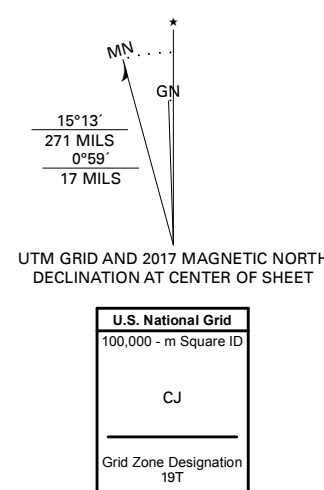 ★
MN
GN
15°13´
271 MILS
0°59´
17 MILS
UTM GRID AND 2017 MAGNETIC NORTH
DECLINATION AT CENTER OF SHEET
U.S. National Grid
100,000 - m Square ID
CJ
Grid Zone Designation
19T